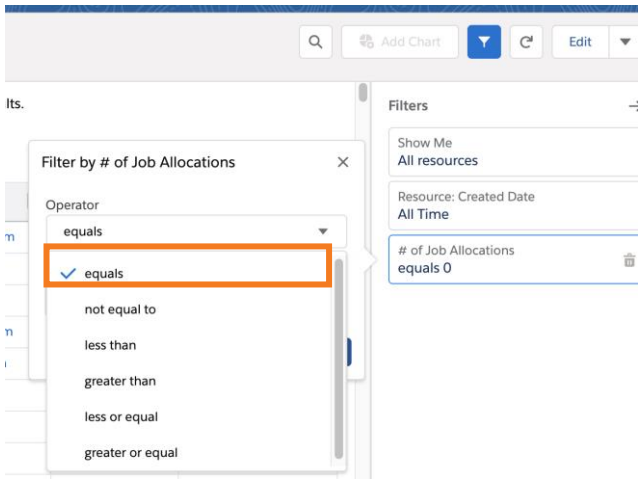 Add Chart
Edit
lts.
Filters
Show Me
All resources
Resource: Created Date
All Time
# of Job Allocations
equals 0
Filter by # of Job Allocations
Operator
equals
equals
not equal to
less than
greater than
less or equal
greater or equal
m
m